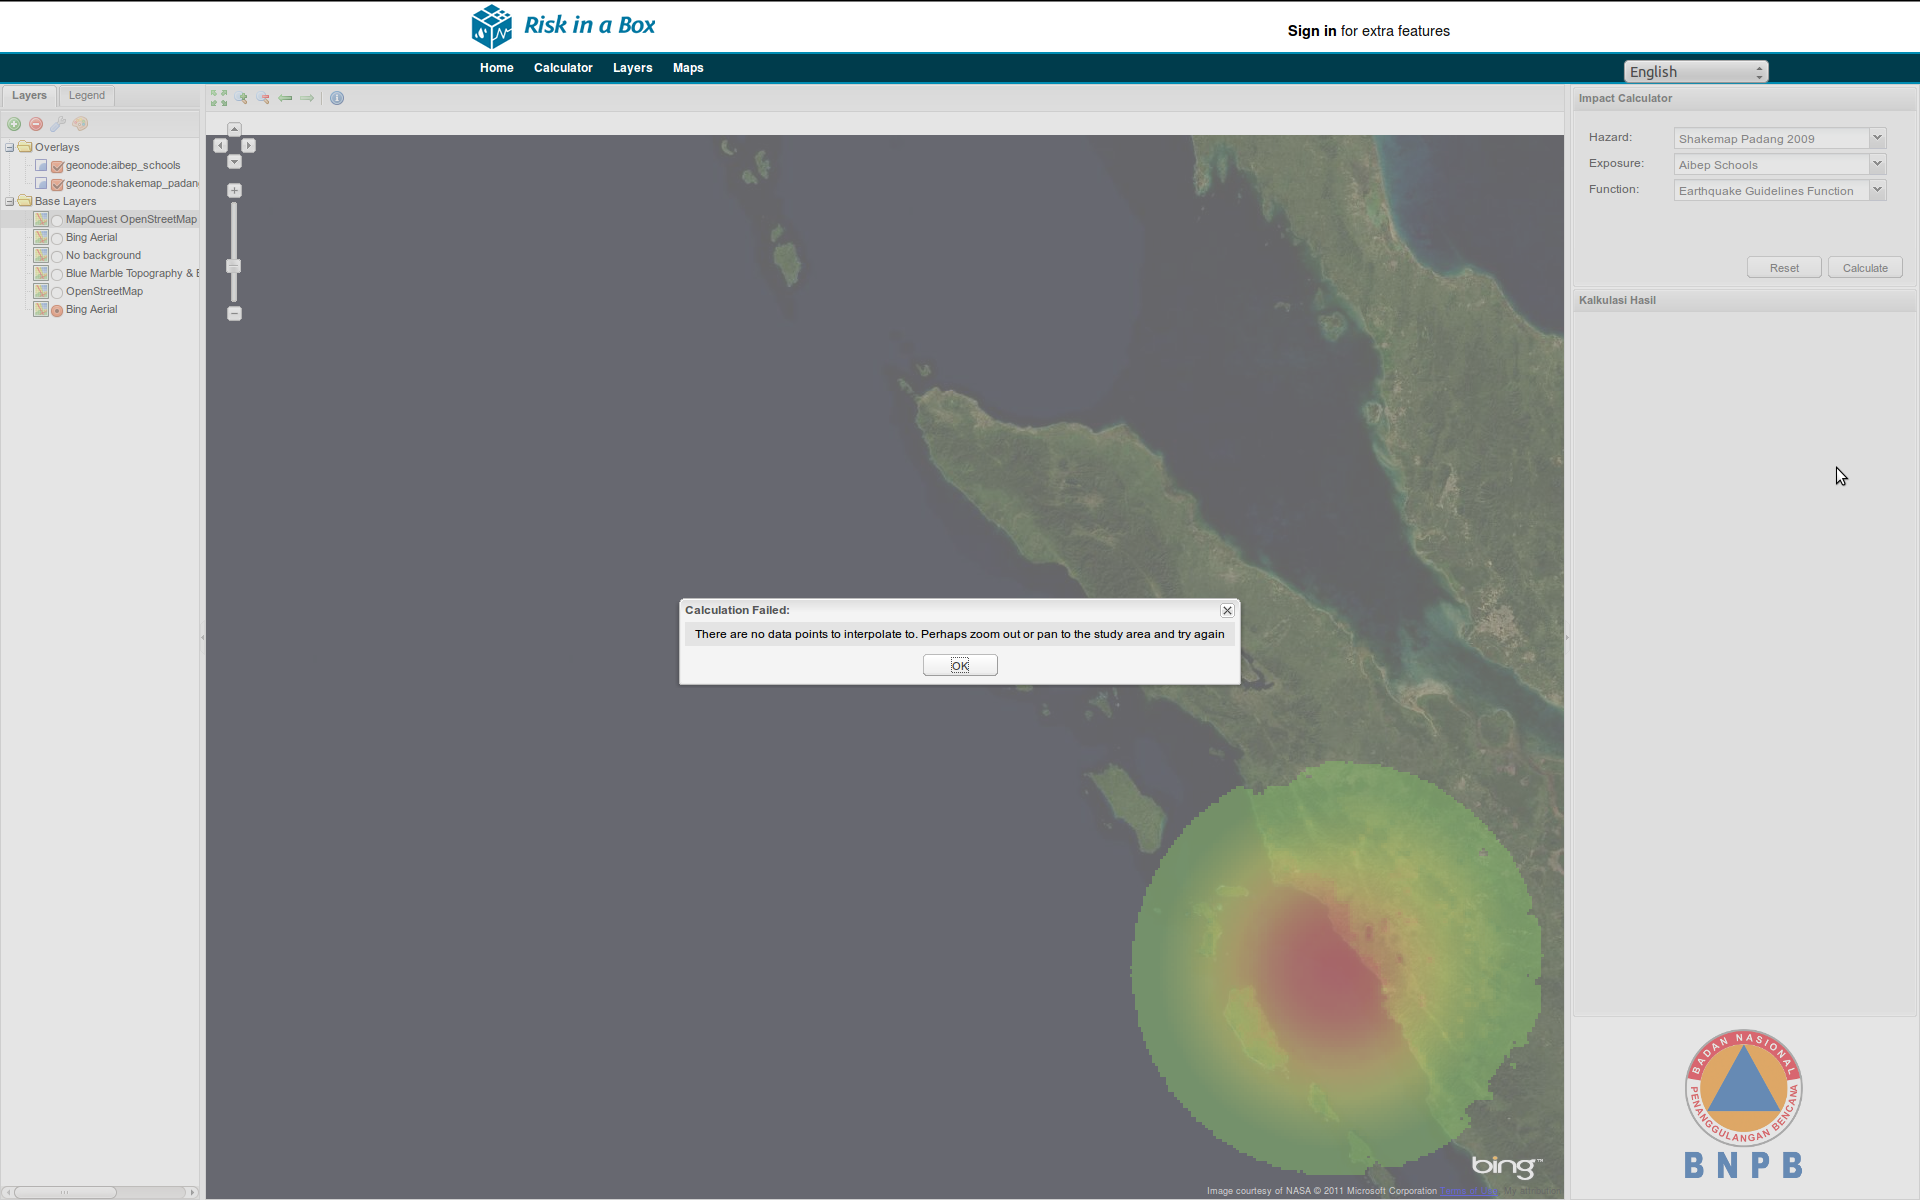 Risk in a Box
Sign in for extra features
Home Calculator Layers Maps
English
Layers Legend
Overlays
geonode:aibep_schools
geonode:shakemap_padan
Base Layers
MapQuest OpenStreetMap
Bing Aerial
No background
Blue Marble Topography & E
OpenStreetMap
Bing Aerial
Calculation Failed:
There are no data points to interpolate to. Perhaps zoom out or pan to the study area and try again
OK
bing™
Image courtesy of NASA © 2011 Microsoft Corporation
Impact Calculator
Hazard: Shakemap Padang 2009
Exposure: Aibep Schools
Function: Earthquake Guidelines Function
Reset Calculate
Kalkulasi Hasil
BADAN NASIONAL
PENANGGULANGAN BENCANA
BNPB